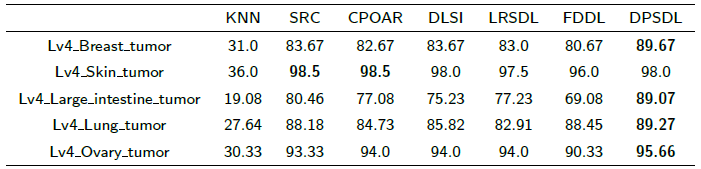 KNN SRC CPOAR DLSI LRSDL FDDL DPSDL
Lv4_Breast_tumor 31.0 83.67 82.67 83.67 83.0 80.67 89.67
Lv4_Skin_tumor 36.0 98.5 98.5 98.0 97.5 96.0 98.0
Lv4_Large_intestine_tumor 19.08 80.46 77.08 75.23 77.23 69.08 89.07
Lv4_Lung_tumor 27.64 88.18 84.73 85.82 82.91 88.45 89.27
Lv4_Ovary_tumor 30.33 93.33 94.0 94.0 94.0 90.33 95.66